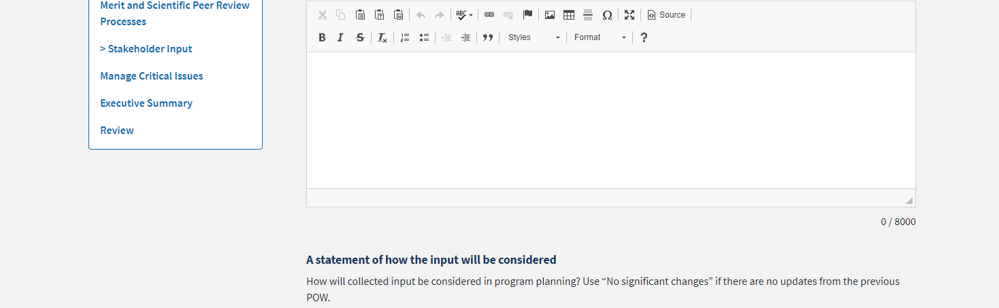 Merit and Scientific Peer Review
Processes
> Stakeholder Input
Manage Critical Issues
Executive Summary
Review
ABC
Source
B I S Tx
Styles
Format
?
0 / 8000
A statement of how the input will be considered
How will collected input be considered in program planning? Use “No significant changes” if there are no updates from the previous
POW.